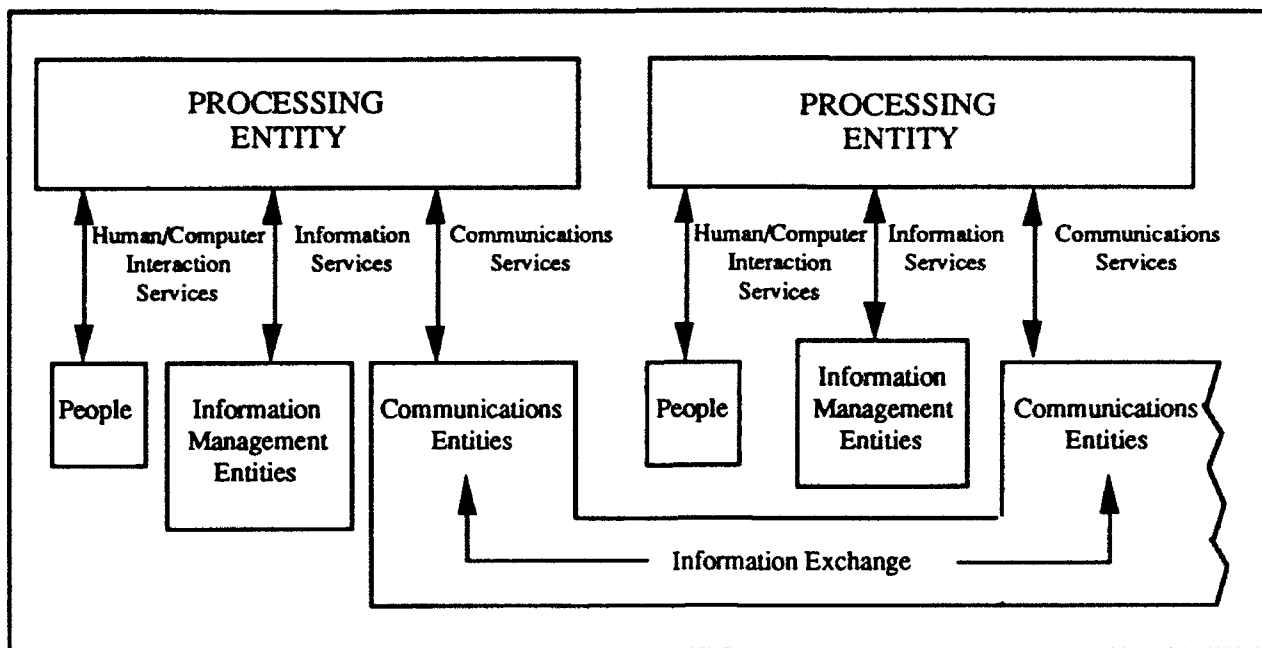 PROCESSING
ENTITY
PROCESSING
ENTITY
Human/Computer
Interaction
Services
Information
Services
Communications
Services
Human/Computer
Interaction
Services
Information
Services
Communications
Services
People
Information
Management
Entities
Communications
Entities
People
Information
Management
Entities
Communications
Entities
Information Exchange